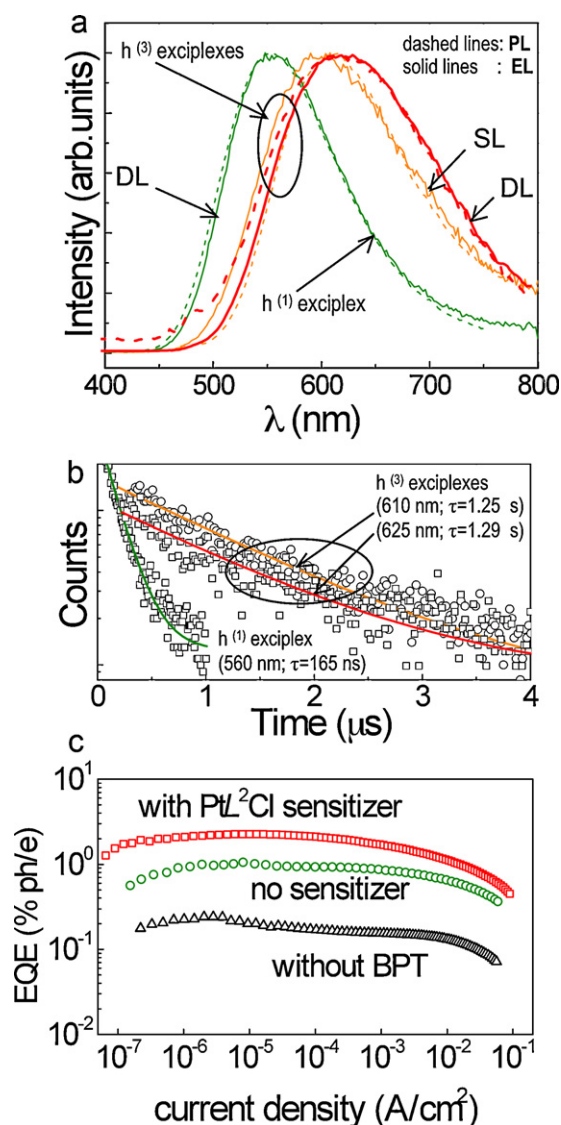 a
h (3) exciplexes
dashed lines: PL
solid lines : EL
DL
SL
DL
h (1) exciplex
Intensity (arb.units)
400 500 600 700 800
λ (nm)
b
h (3) exciplexes
(610 nm; τ=1.25 s)
(625 nm; τ=1.29 s)
h (1) exciplex
(560 nm; τ=165 ns)
Counts
0 1 2 3 4
Time (μs)
c
10^1
with PtL²Cl sensitizer
10^0
no sensitizer
10^-1
without BPT
10^-2
EQE (% ph/e)
10^-7 10^-6 10^-5 10^-4 10^-3 10^-2 10^-1
current density (A/cm²)